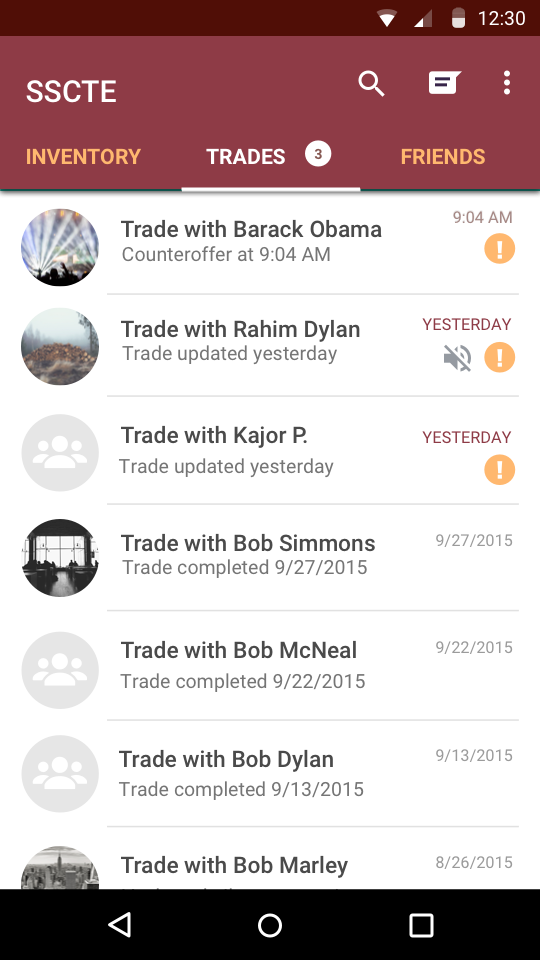 12:30
SSCTE
INVENTORY TRADES 3 FRIENDS
Trade with Barack Obama 9:04 AM
Counteroffer at 9:04 AM
Trade with Rahim Dylan YESTERDAY
Trade updated yesterday
Trade with Kajor P. YESTERDAY
Trade updated yesterday
Trade with Bob Simmons 9/27/2015
Trade completed 9/27/2015
Trade with Bob McNeal 9/22/2015
Trade completed 9/22/2015
Trade with Bob Dylan 9/13/2015
Trade completed 9/13/2015
Trade with Bob Marley 8/26/2015